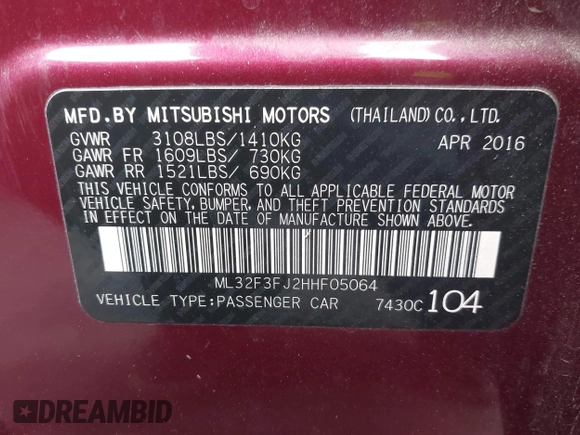 MFD.BY MITSUBISHI MOTORS (THAILAND)CO.,LTD.
GVWR 3108LBS/1410KG APR 2016
GAWR FR 1609LBS/ 730KG
GAWR RR 1521LBS/ 690KG
THIS VEHICLE CONFORMS TO ALL APPLICABLE FEDERAL MOTOR
VEHICLE SAFETY, BUMPER, AND THEFT PREVENTION STANDARDS
IN EFFECT ON THE DATE OF MANUFACTURE SHOWN ABOVE.
ML32F3FJ2HHF05064
VEHICLE TYPE:PASSENGER CAR 7430C 104
DREAMBID